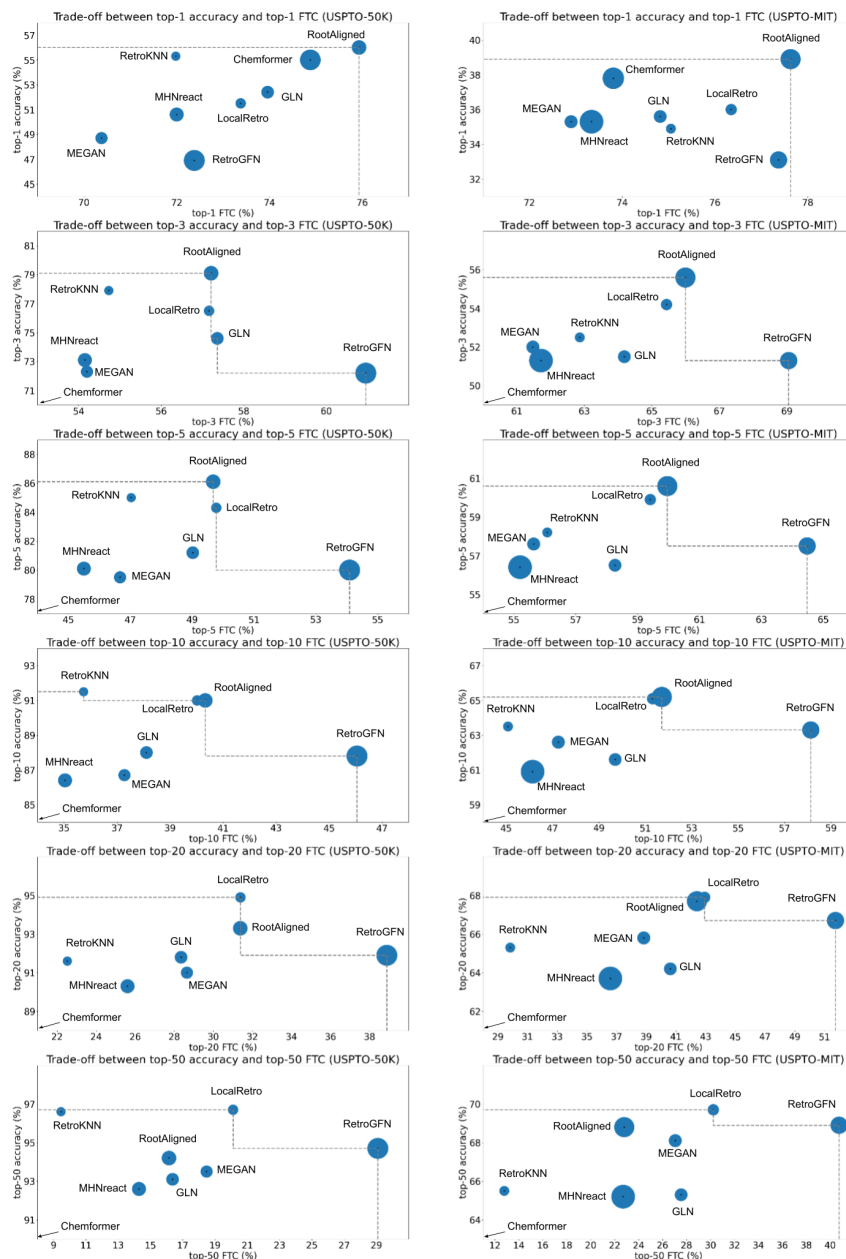 Trade-off between top-1 accuracy and top-1 FTC (USPTO-50K)
57
55
53
51
49
47
45
top-1 accuracy (%)
RootAligned
RetroKNN
Chemformer
MHNreact
GLN
LocalRetro
MEGAN
RetroGFN
70
72
74
76
top-1 FTC (%)
Trade-off between top-1 accuracy and top-1 FTC (USPTO-MIT)
40
38
36
34
32
top-1 accuracy (%)
RootAligned
Chemformer
LocalRetro
MEGAN
GLN
MHNreact
RetroKNN
RetroGFN
72
74
76
78
top-1 FTC (%)
Trade-off between top-3 accuracy and top-3 FTC (USPTO-50K)
81
79
77
75
73
71
top-3 accuracy (%)
RootAligned
RetroKNN
LocalRetro
GLN
MHNreact
RetroGFN
MEGAN
Chemformer
54
56
58
60
top-3 FTC (%)
Trade-off between top-3 accuracy and top-3 FTC (USPTO-MIT)
56
54
52
50
top-3 accuracy (%)
RootAligned
LocalRetro
RetroKNN
MEGAN
GLN
RetroGFN
MHNreact
Chemformer
61
63
65
67
69
top-3 FTC (%)
Trade-off between top-5 accuracy and top-5 FTC (USPTO-50K)
88
86
84
82
80
78
top-5 accuracy (%)
RootAligned
RetroKNN
LocalRetro
GLN
MHNreact
RetroGFN
MEGAN
Chemformer
45
47
49
51
53
55
top-5 FTC (%)
Trade-off between top-5 accuracy and top-5 FTC (USPTO-MIT)
61
59
57
55
top-5 accuracy (%)
RootAligned
LocalRetro
RetroKNN
MEGAN
GLN
RetroGFN
MHNreact
Chemformer
55
57
59
61
63
65
top-5 FTC (%)
Trade-off between top-10 accuracy and top-10 FTC (USPTO-50K)
93
91
89
87
85
top-10 accuracy (%)
RetroKNN
RootAligned
LocalRetro
GLN
RetroGFN
MHNreact
MEGAN
Chemformer
35
37
39
41
43
45
47
top-10 FTC (%)
Trade-off between top-10 accuracy and top-10 FTC (USPTO-MIT)
67
65
63
61
59
top-10 accuracy (%)
RootAligned
LocalRetro
RetroKNN
RetroGFN
MEGAN
GLN
MHNreact
Chemformer
45
47
49
51
53
55
57
59
top-10 FTC (%)
Trade-off between top-20 accuracy and top-20 FTC (USPTO-50K)
95
93
91
89
top-20 accuracy (%)
LocalRetro
RootAligned
RetroKNN
GLN
RetroGFN
MHNreact
MEGAN
Chemformer
22
24
26
28
30
32
34
36
38
top-20 FTC (%)
Trade-off between top-20 accuracy and top-20 FTC (USPTO-MIT)
68
66
64
62
top-20 accuracy (%)
LocalRetro
RootAligned
RetroGFN
RetroKNN
MEGAN
GLN
MHNreact
Chemformer
29
31
33
35
37
39
41
43
45
47
49
51
top-20 FTC (%)
Trade-off between top-50 accuracy and top-50 FTC (USPTO-50K)
97
95
93
91
top-50 accuracy (%)
LocalRetro
RetroKNN
RootAligned
RetroGFN
MEGAN
MHNreact
GLN
Chemformer
9
11
13
15
17
19
21
23
25
27
29
top-50 FTC (%)
Trade-off between top-50 accuracy and top-50 FTC (USPTO-MIT)
70
68
66
64
top-50 accuracy (%)
LocalRetro
RetroGFN
RootAligned
MEGAN
RetroKNN
MHNreact
GLN
Chemformer
12
14
16
18
20
22
24
26
28
30
32
34
36
38
40
top-50 FTC (%)